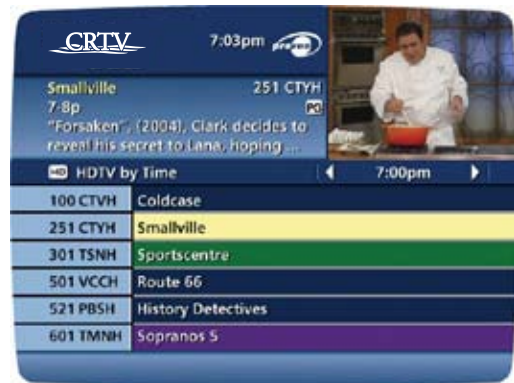 CRTV
7:03pm
Smallville 251 CTYH
7-8p PG
"Forsaken", (2004), Clark decides to
reveal his secret to Lana, hoping ...
HD HDTV by Time 7:00pm
100 CTVH Coldcase
251 CTYH Smallville
301 TSNH Sportscentre
501 VCCH Route 66
521 PBSH History Detectives
601 TMNH Sopranos 5